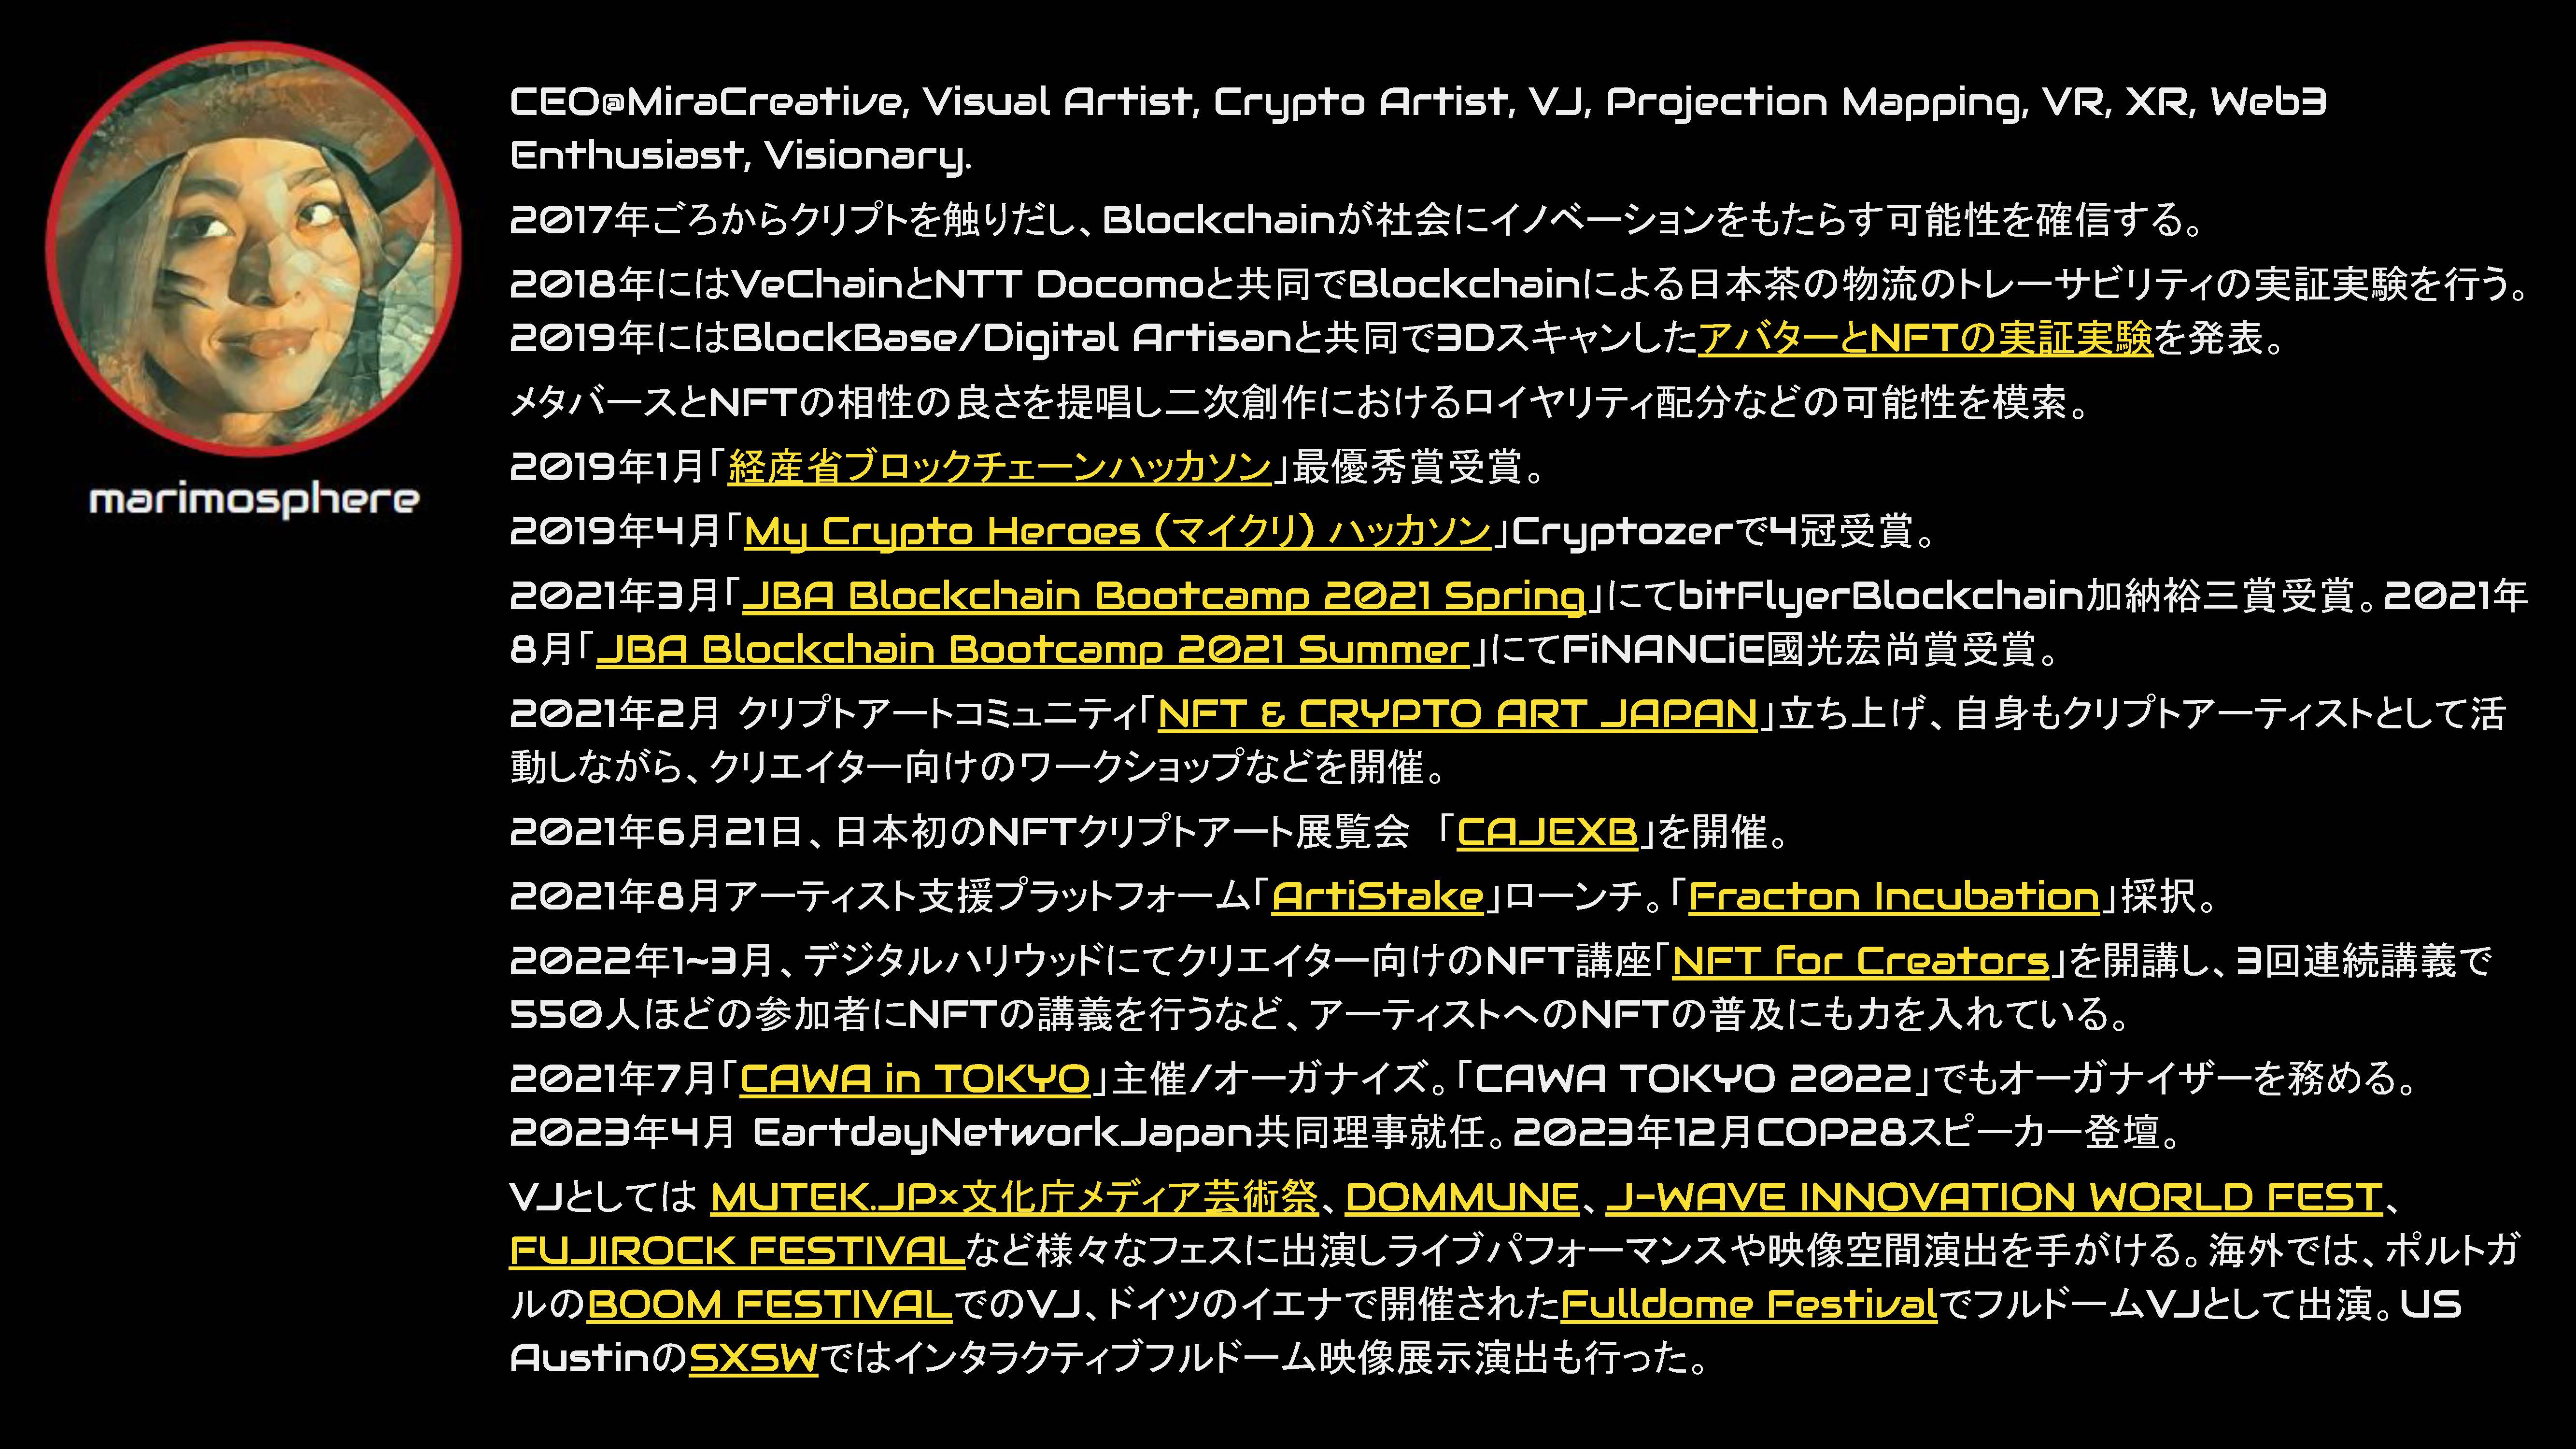 marimosphere
CEO@MiraCreative, Visual Artist, Crypto Artist, VJ, Projection Mapping, VR, XR, Web3
Enthusiast, Visionary.
2017年ごろからクリプトを触りだし、Blockchainが社会にイノベーションをもたらす可能性を確信する。
2018年にはVeChainとNTT Docomoと共同でBlockchainによる日本茶の物流のトレーサビリティの実証実験を行う。
2019年にはBlockBase/Digital Artisanと共同で3DスキャンしたアバターとNFTの実証実験を発表。
メタバースとNFTの相性の良さを提唱し二次創作におけるロイヤリティ配分などの可能性を模索。
2019年1月「経産省ブロックチェーンハッカソン」最優秀賞受賞。
2019年4月「My Crypto Heroes (マイクリ) ハッカソン」Cryptozerで4冠受賞。
2021年3月「JBA Blockchain Bootcamp 2021 Spring」にてbitFlyerBlockchain加納裕三賞受賞。2021年
8月「JBA Blockchain Bootcamp 2021 Summer」にてFiNANCiE國光宏尚賞受賞。
2021年2月 クリプトアートコミュニティ「NFT & CRYPTO ART JAPAN」立ち上げ、自身もクリプトアーティストとして活
動しながら、クリエイター向けのワークショップなどを開催。
2021年6月21日、日本初のNFTクリプトアート展覧会 「CAJEXB」を開催。
2021年8月アーティスト支援プラットフォーム「ArtiStake」ローンチ。「Fracton Incubation」採択。
2022年1~3月、デジタルハリウッドにてクリエイター向けのNFT講座「NFT for Creators」を開講し、3回連続講義で
550人ほどの参加者にNFTの講義を行うなど、アーティストへのNFTの普及にも力を入れている。
2021年7月「CAWA in TOKYO」主催/オーガナイズ。「CAWA TOKYO 2022」でもオーガナイザーを務める。
2023年4月 EartdayNetworkJapan共同理事就任。2023年12月COP28スピーカー登壇。
VJとしては MUTEK.JP×文化庁メディア芸術祭、DOMMUNE、J-WAVE INNOVATION WORLD FEST、
FUJIROCK FESTIVALなど様々なフェスに出演しライブパフォーマンスや映像空間演出を手がける。海外では、ポルトガ
ルのBOOM FESTIVALでのVJ、ドイツのイエナで開催されたFulldome FestivalでフルドームVJとして出演。US
AustinのSXSWではインタラクティブフルドーム映像展示演出も行った。